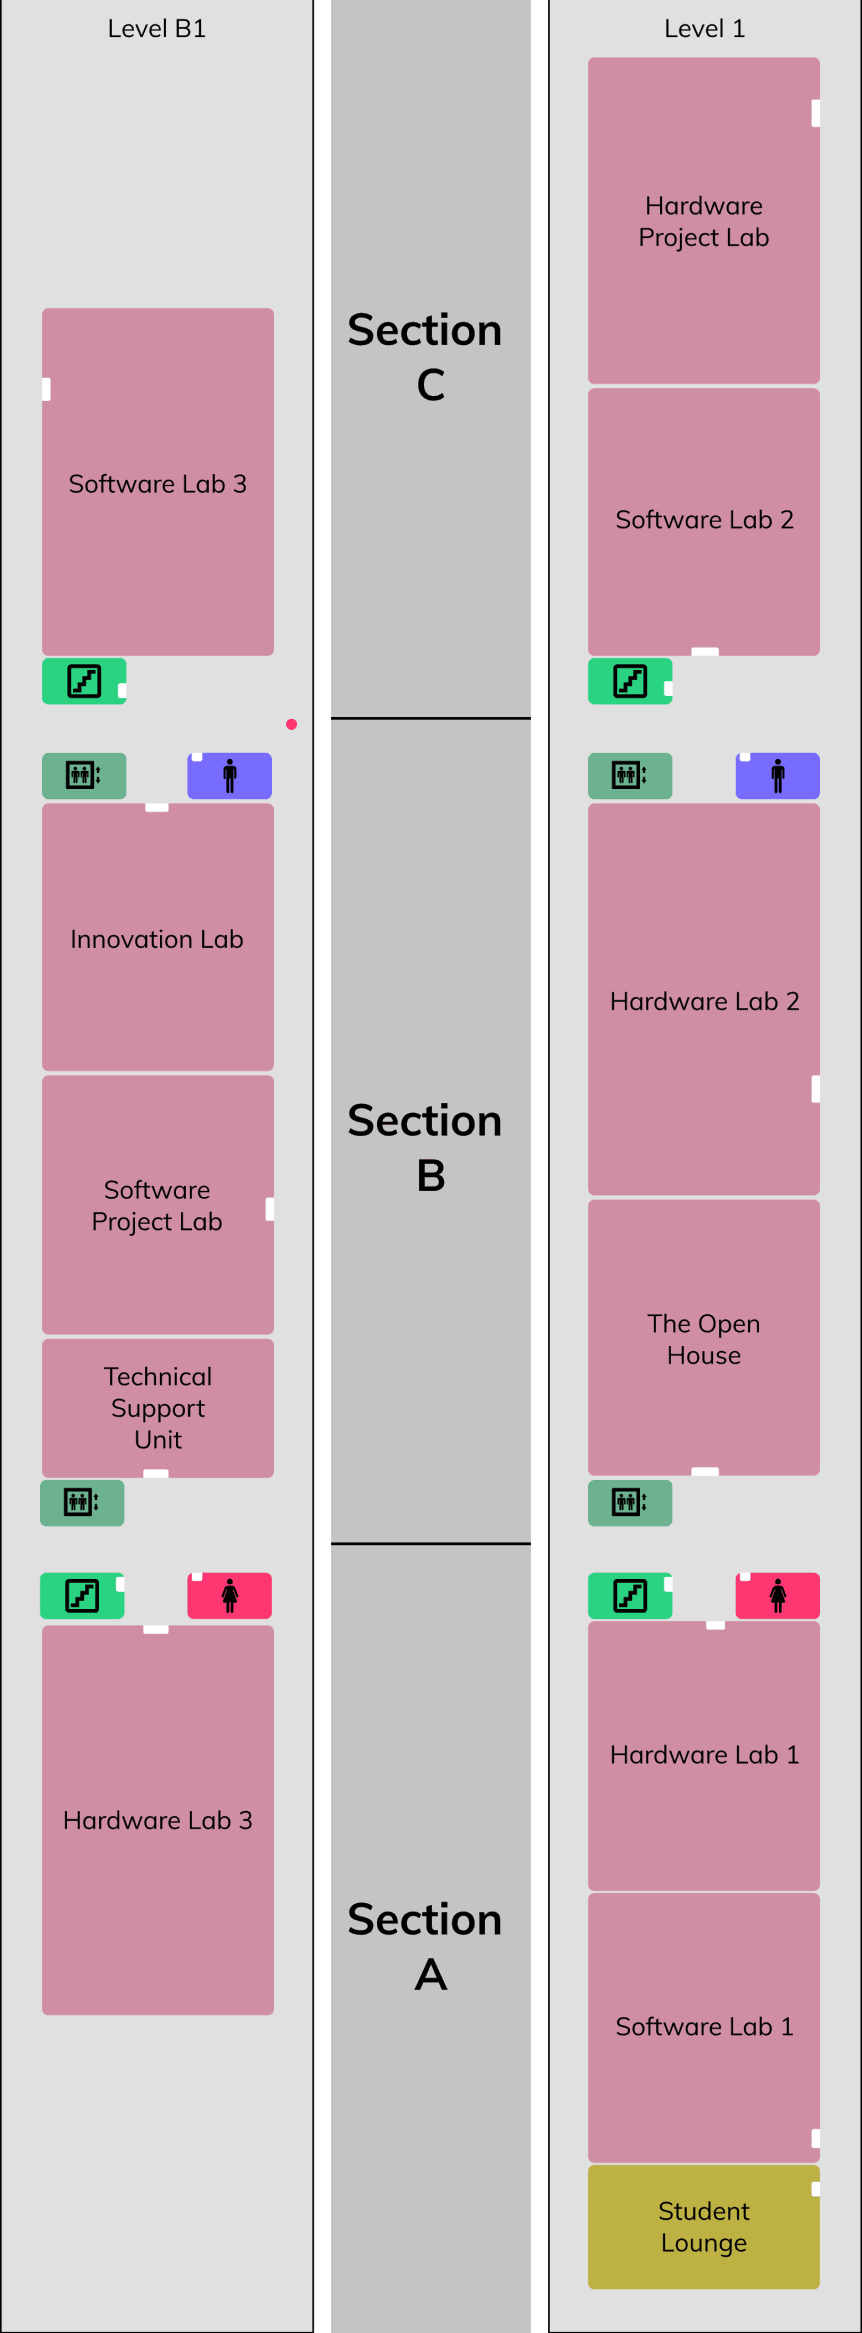 Level B1
Software Lab 3
Innovation Lab
Software
Project Lab
Technical
Support
Unit
Hardware Lab 3
Section
C
Section
B
Section
A
Level 1
Hardware
Project Lab
Software Lab 2
Hardware Lab 2
The Open
House
Hardware Lab 1
Software Lab 1
Student
Lounge